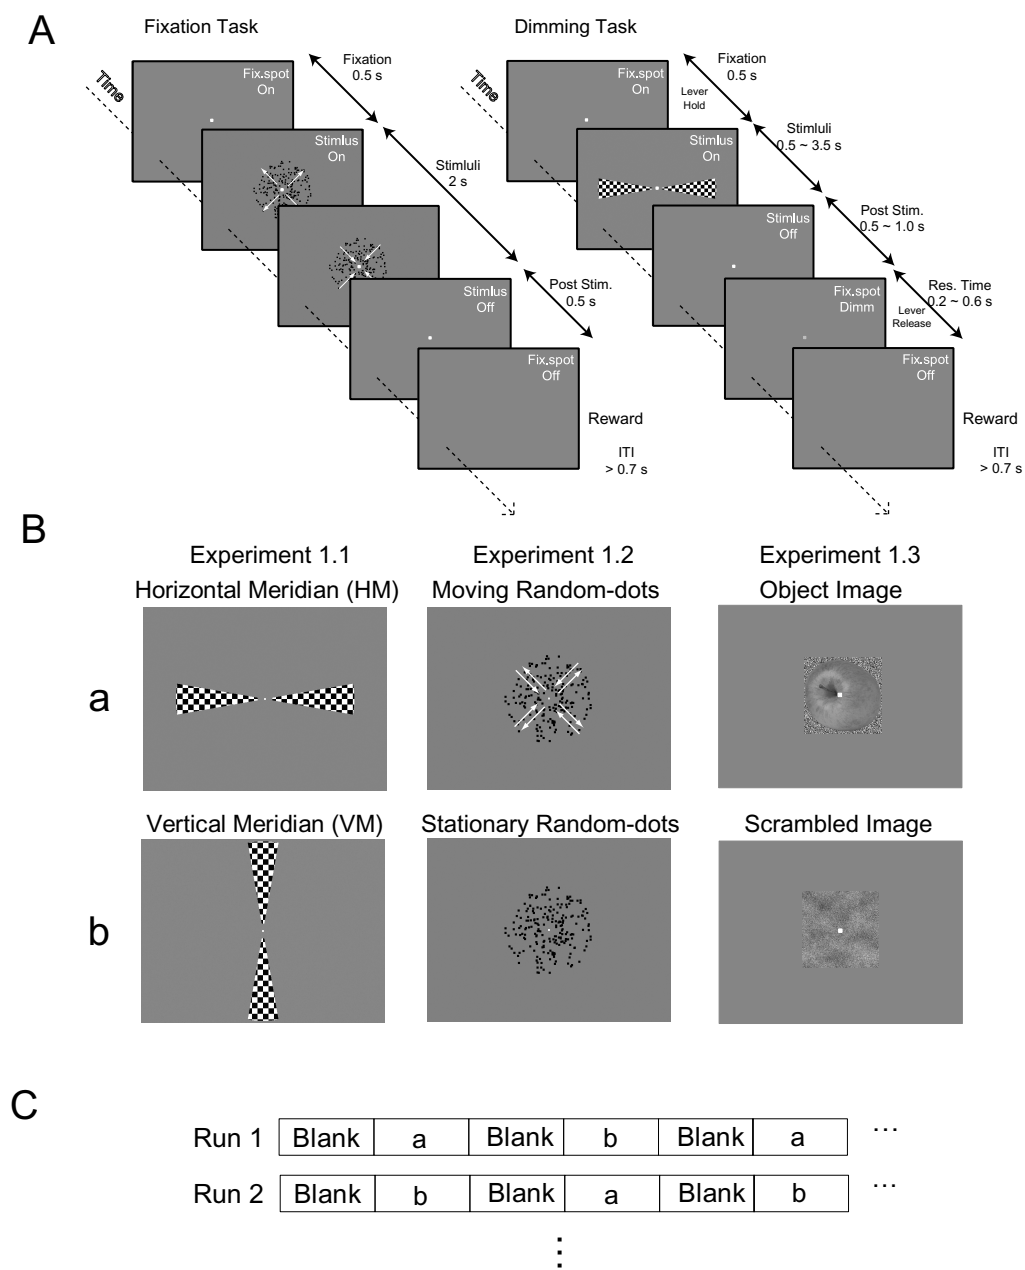 A
Fixation Task
Time
Fix.spot
On
Fixation
0.5 s
Stimlus
On
Stimluli
2 s
Stimlus
Off
Post Stim.
0.5 s
Fix.spot
Off
Reward
ITI
> 0.7 s
Dimming Task
Time
Fix.spot
On
Fixation
0.5 s
Lever
Hold
Stimlus
On
Stimluli
0.5 ~ 3.5 s
Stimlus
Off
Post Stim.
0.5 ~ 1.0 s
Fix.spot
Dimm
Res. Time
0.2 ~ 0.6 s
Lever
Release
Fix.spot
Off
Reward
ITI
> 0.7 s
B
Experiment 1.1 Experiment 1.2 Experiment 1.3
Horizontal Meridian (HM) Moving Random-dots Object Image
a
Vertical Meridian (VM) Stationary Random-dots Scrambled Image
b
C
Run 1 Blank a Blank b Blank a ...
Run 2 Blank b Blank a Blank b ...
⋮